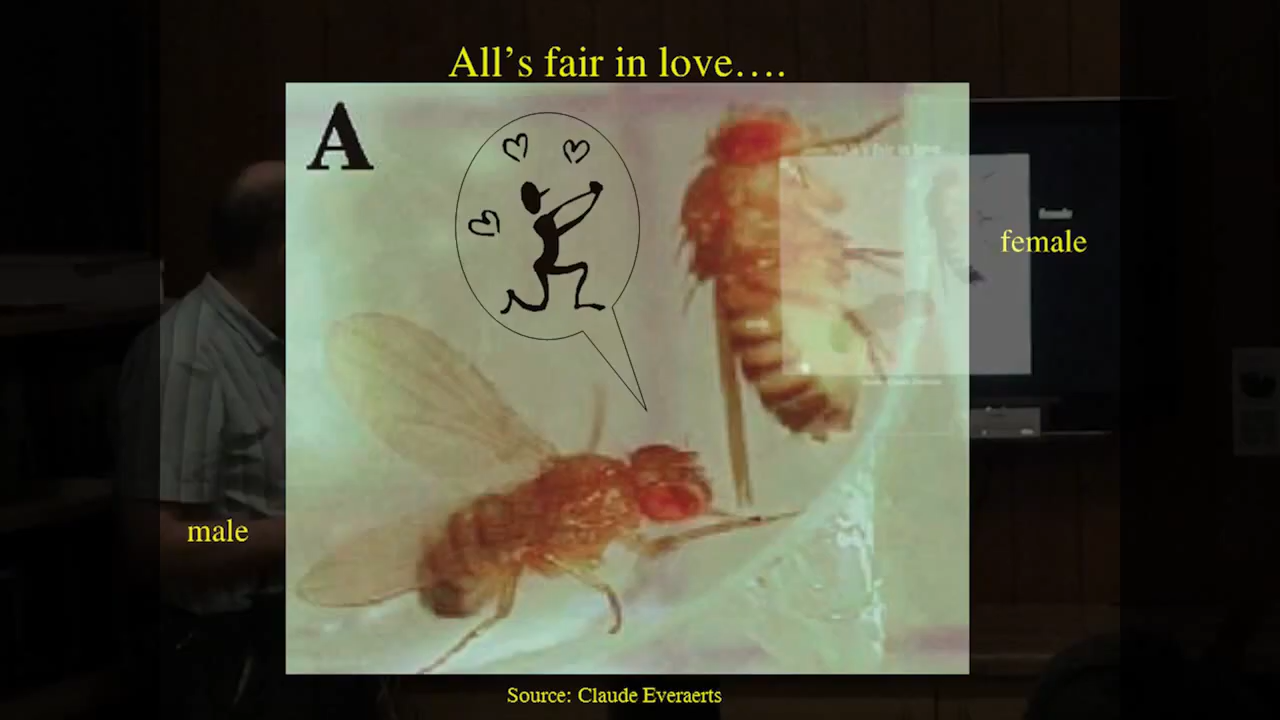 All's fair in love….
A
female
male
Source: Claude Everaerts